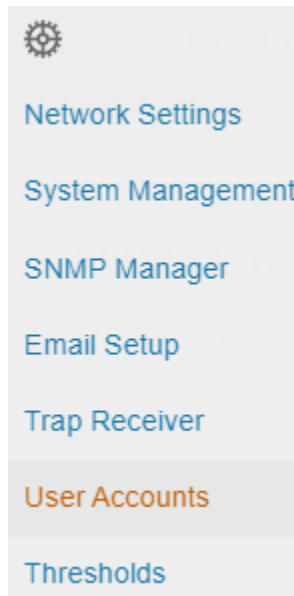 Network Settings
System Management
SNMP Manager
Email Setup
Trap Receiver
User Accounts
Thresholds